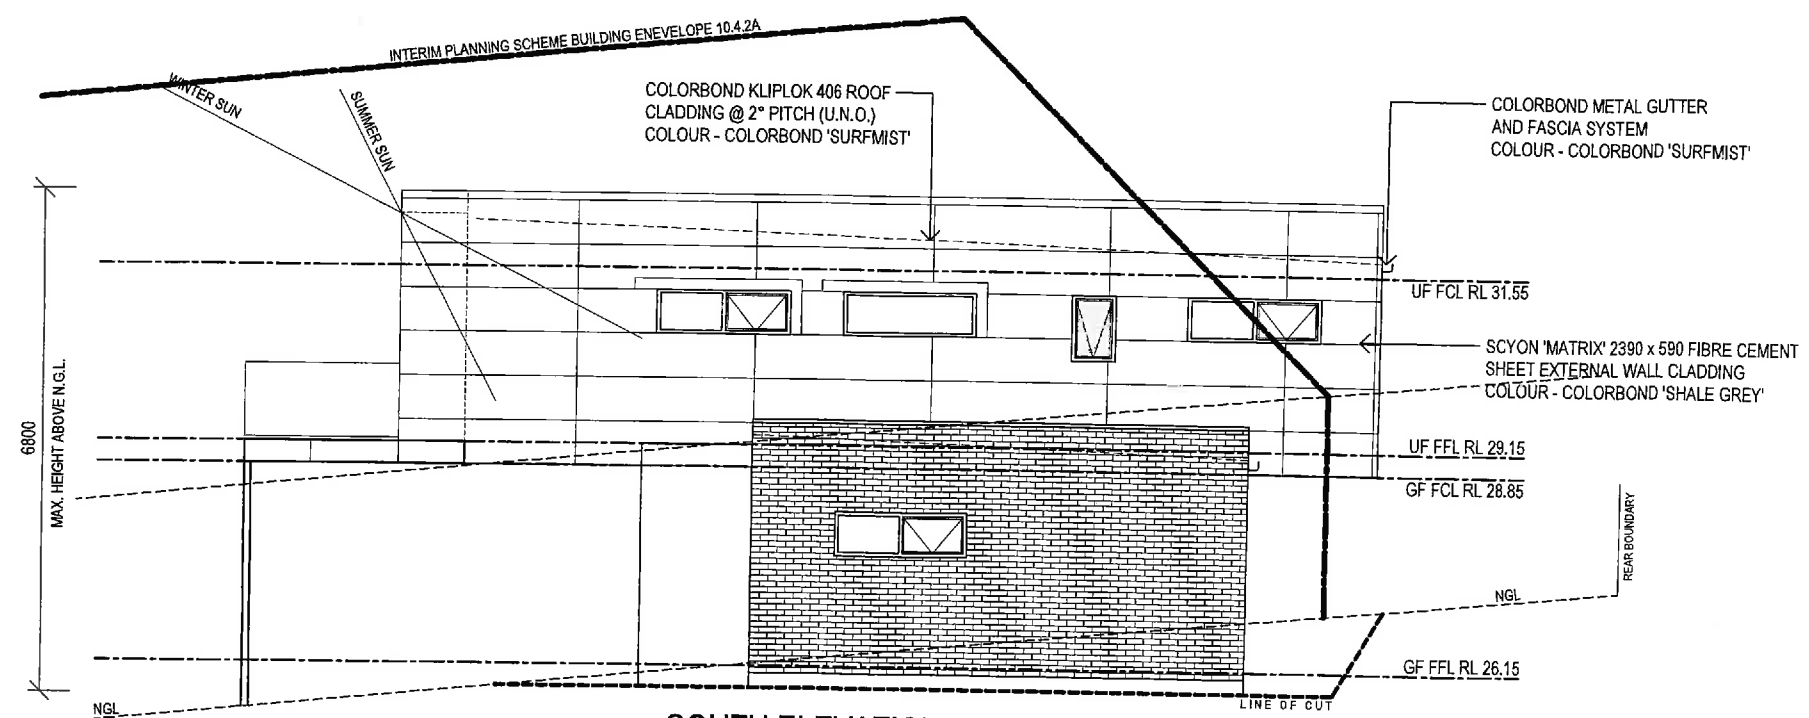 INTERIM PLANNING SCHEME BUILDING ENEVELOPE 10.4.2A
WINTER SUN
SUMMER SUN
COLORBOND KLIPLOK 406 ROOF
CLADDING @ 2° PITCH (U.N.O.)
COLOUR - COLORBOND 'SURFMIST'
COLORBOND METAL GUTTER
AND FASCIA SYSTEM
COLOUR - COLORBOND 'SURFMIST'
UF FCL RL 31.55
SCYON 'MATRIX' 2390 x 590 FIBRE CEMENT
SHEET EXTERNAL WALL CLADDING
COLOUR - COLORBOND 'SHALE GREY'
6800
MAX. HEIGHT ABOVE N.G.L.
UF FFL RL 29.15
GF FCL RL 28.85
REAR BOUNDARY
NGL
GF FFL RL 26.15
LINE OF CUT
NGL